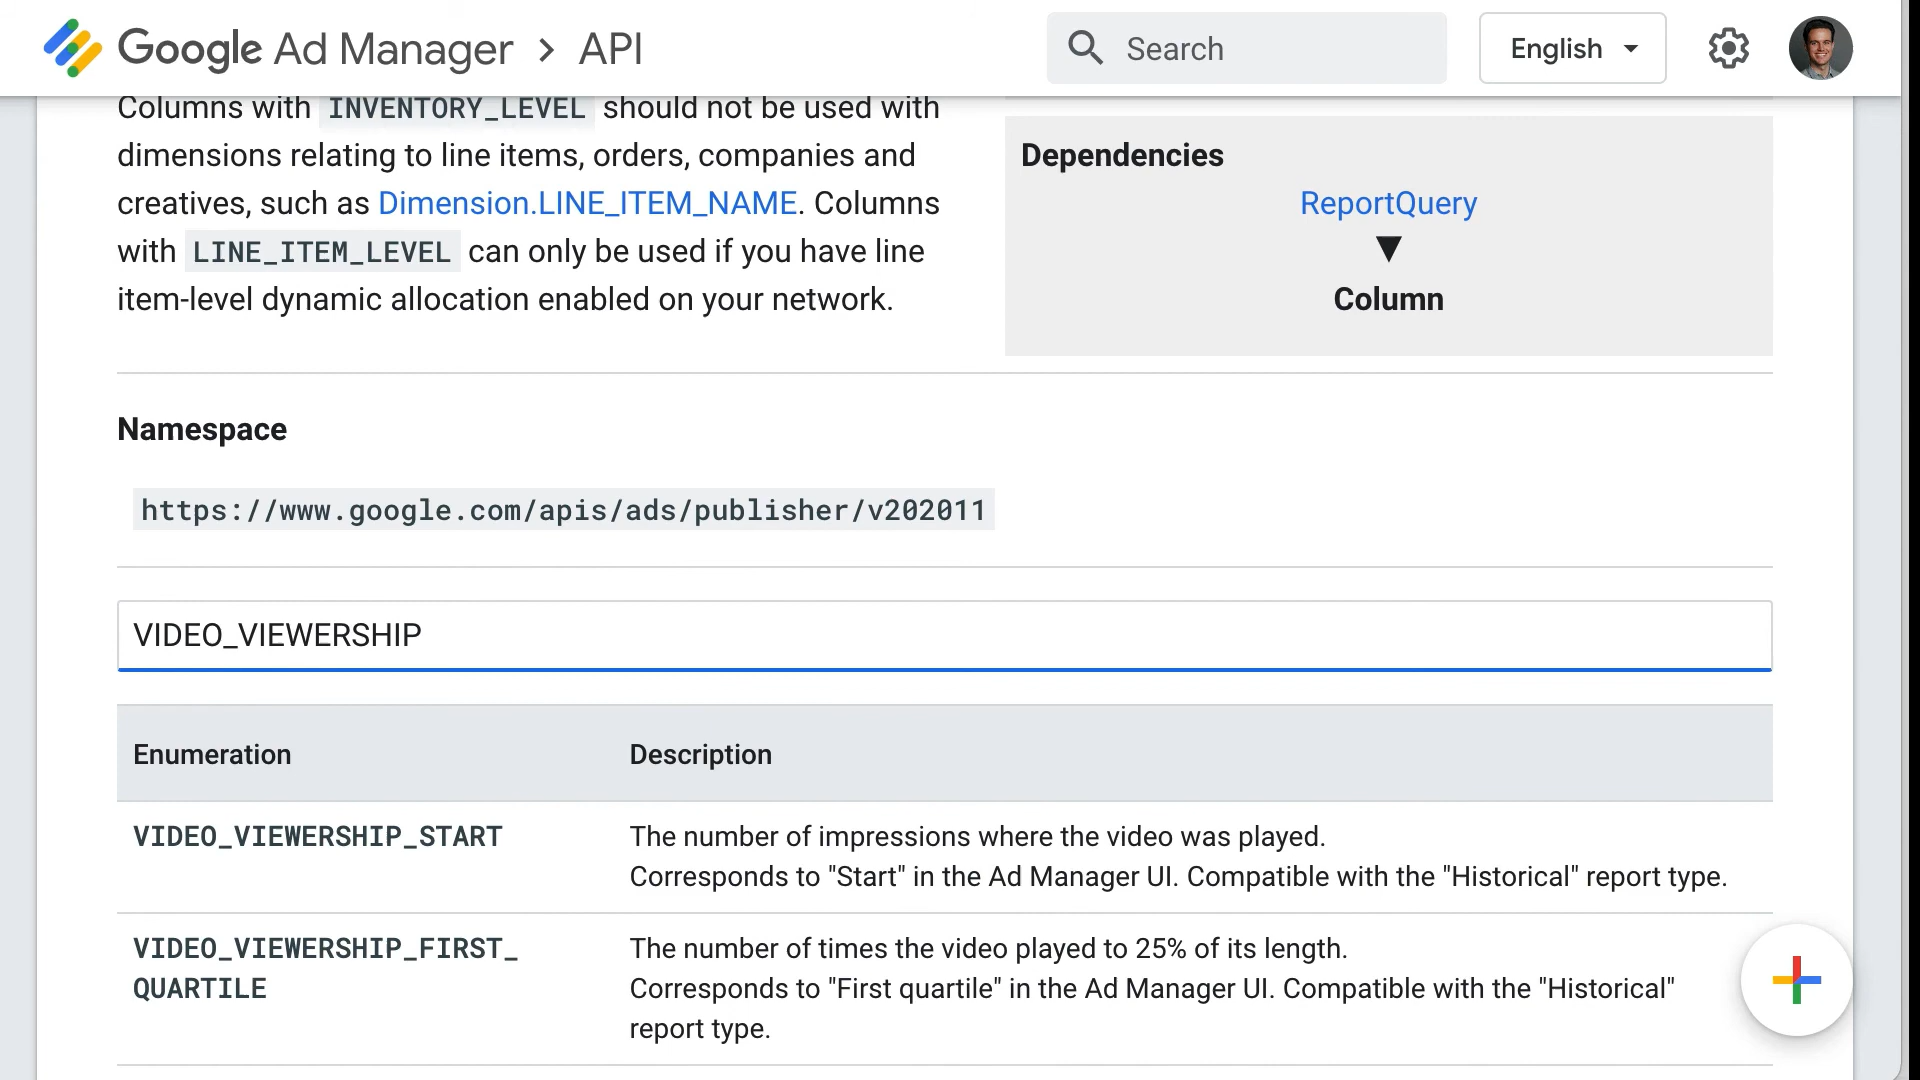 Google Ad Manager > API
Search
English
Columns with INVENTORY_LEVEL should not be used with
dimensions relating to line items, orders, companies and
creatives, such as Dimension.LINE_ITEM_NAME. Columns
with LINE_ITEM_LEVEL can only be used if you have line
item-level dynamic allocation enabled on your network.
Dependencies
ReportQuery
▼
Column
Namespace
https://www.google.com/apis/ads/publisher/v202011
VIDEO_VIEWERSHIP
Enumeration
Description
VIDEO_VIEWERSHIP_START
The number of impressions where the video was played.
Corresponds to "Start" in the Ad Manager UI. Compatible with the "Historical" report type.
VIDEO_VIEWERSHIP_FIRST_
QUARTILE
The number of times the video played to 25% of its length.
Corresponds to "First quartile" in the Ad Manager UI. Compatible with the "Historical"
report type.